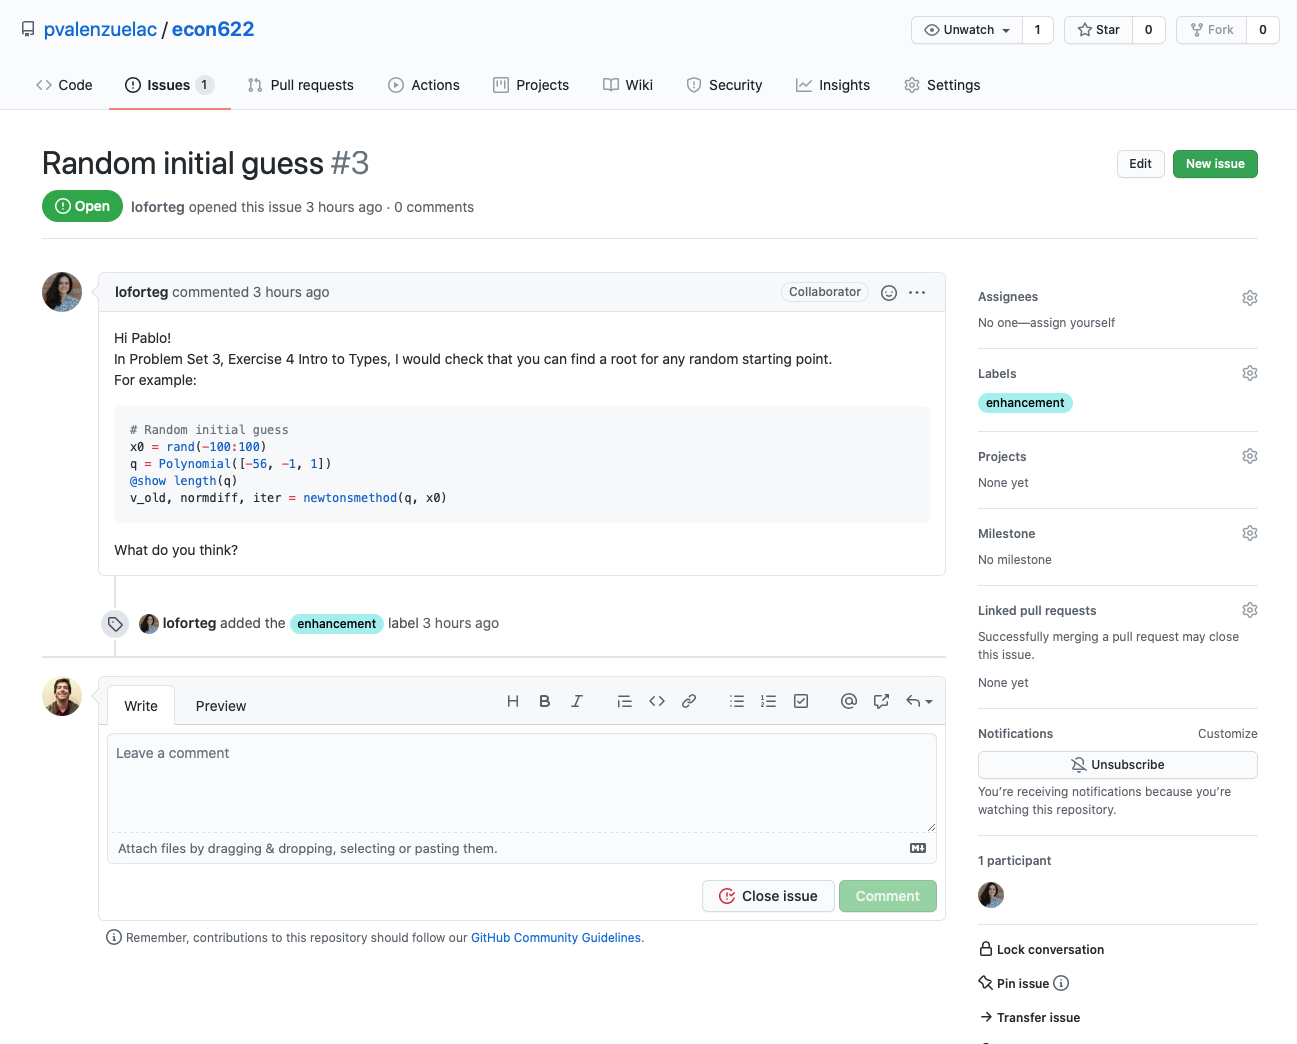 pvalenzuelac / econ622
Unwatch 1 Star 0 Fork 0
Code Issues 1 Pull requests Actions Projects Wiki Security Insights Settings
Random initial guess #3
Edit New issue
Open loforteg opened this issue 3 hours ago · 0 comments
loforteg commented 3 hours ago Collaborator
Hi Pablo!
In Problem Set 3, Exercise 4 Intro to Types, I would check that you can find a root for any random starting point.
For example:
# Random initial guess
x0 = rand(-100:100)
q = Polynomial([-56, -1, 1])
@show length(q)
v_old, normdiff, iter = newtonsmethod(q, x0)
What do you think?
loforteg added the enhancement label 3 hours ago
Write Preview
Leave a comment
Attach files by dragging & dropping, selecting or pasting them.
Close issue Comment
Remember, contributions to this repository should follow our GitHub Community Guidelines.
Assignees
No one—assign yourself
Labels
enhancement
Projects
None yet
Milestone
No milestone
Linked pull requests
Successfully merging a pull request may close
this issue.
None yet
Notifications Customize
Unsubscribe
You're receiving notifications because you're
watching this repository.
1 participant
Lock conversation
Pin issue
Transfer issue